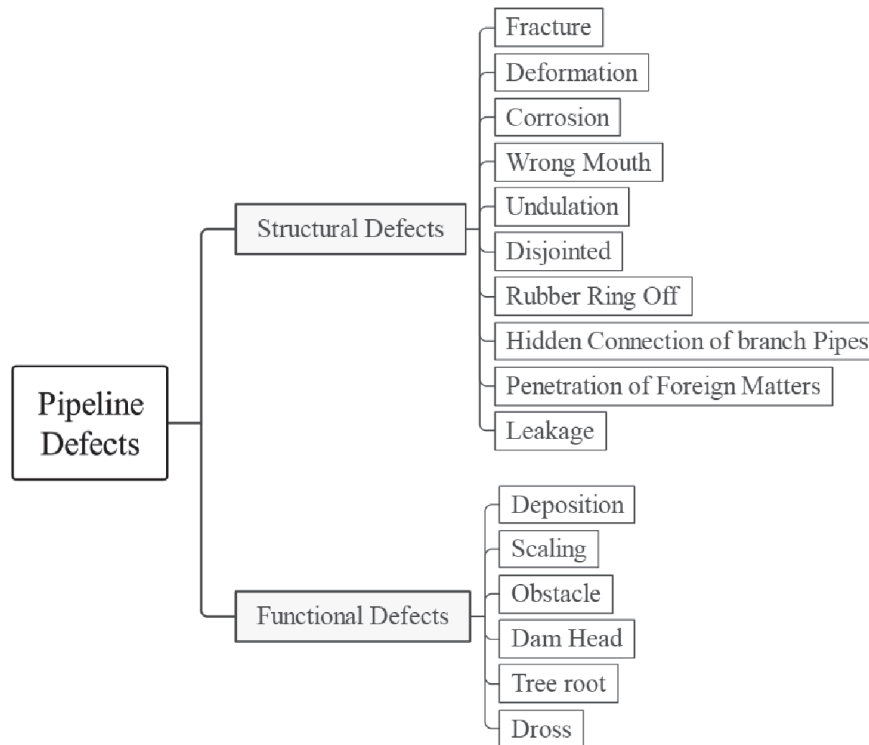 Pipeline
Defects
Structural Defects
Fracture
Deformation
Corrosion
Wrong Mouth
Undulation
Disjointed
Rubber Ring Off
Hidden Connection of branch Pipes
Penetration of Foreign Matters
Leakage
Functional Defects
Deposition
Scaling
Obstacle
Dam Head
Tree root
Dross